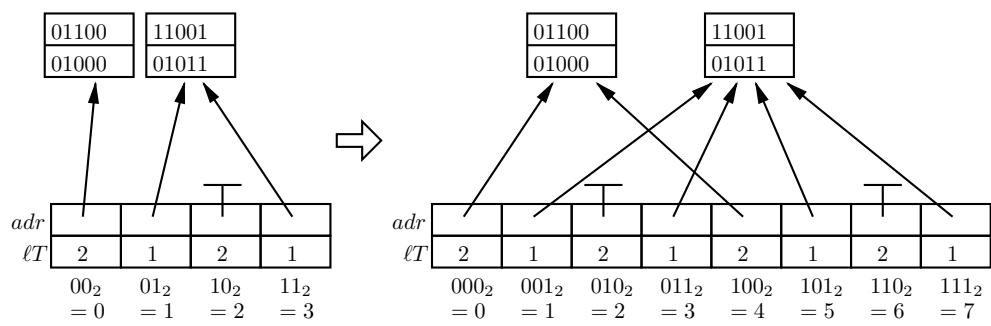 01100 11001 01100 11001
01000 01011 01000 01011
adr
ℓT 2 1 2 1
00₂ 01₂ 10₂ 11₂
= 0 = 1 = 2 = 3
adr
ℓT 2 1 2 1 2 1 2 1
000₂ 001₂ 010₂ 011₂ 100₂ 101₂ 110₂ 111₂
= 0 = 1 = 2 = 3 = 4 = 5 = 6 = 7